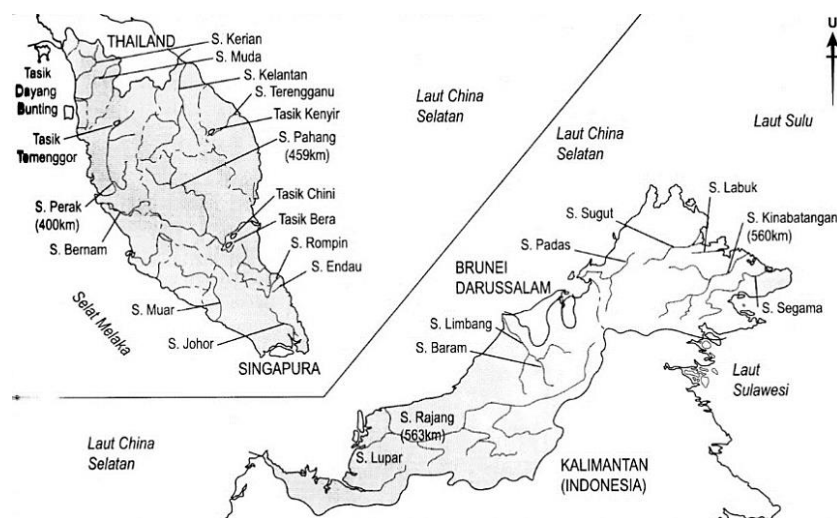 THAILAND
S. Kerian
S. Muda
S. Kelantan
S. Terengganu
Tasik Kenyir
S. Pahang
(459km)
Tasik
Dayang
Bunting
Tasik
Temenggor
S. Perak
(400km)
S. Bernam
Tasik Chini
Tasik Bera
S. Rompin
S. Endau
S. Muar
S. Johor
SINGAPURA
Selat Melaka
Laut China
Selatan
U
Laut China
Selatan
Laut Sulu
S. Labuk
S. Sugut
S. Kinabatangan
(560km)
S. Padas
BRUNEI
DARUSSALAM
S. Segama
S. Limbang
S. Baram
Laut
Sulawesi
S. Rajang
(563km)
S. Lupar
Laut China
Selatan
KALIMANTAN
(INDONESIA)